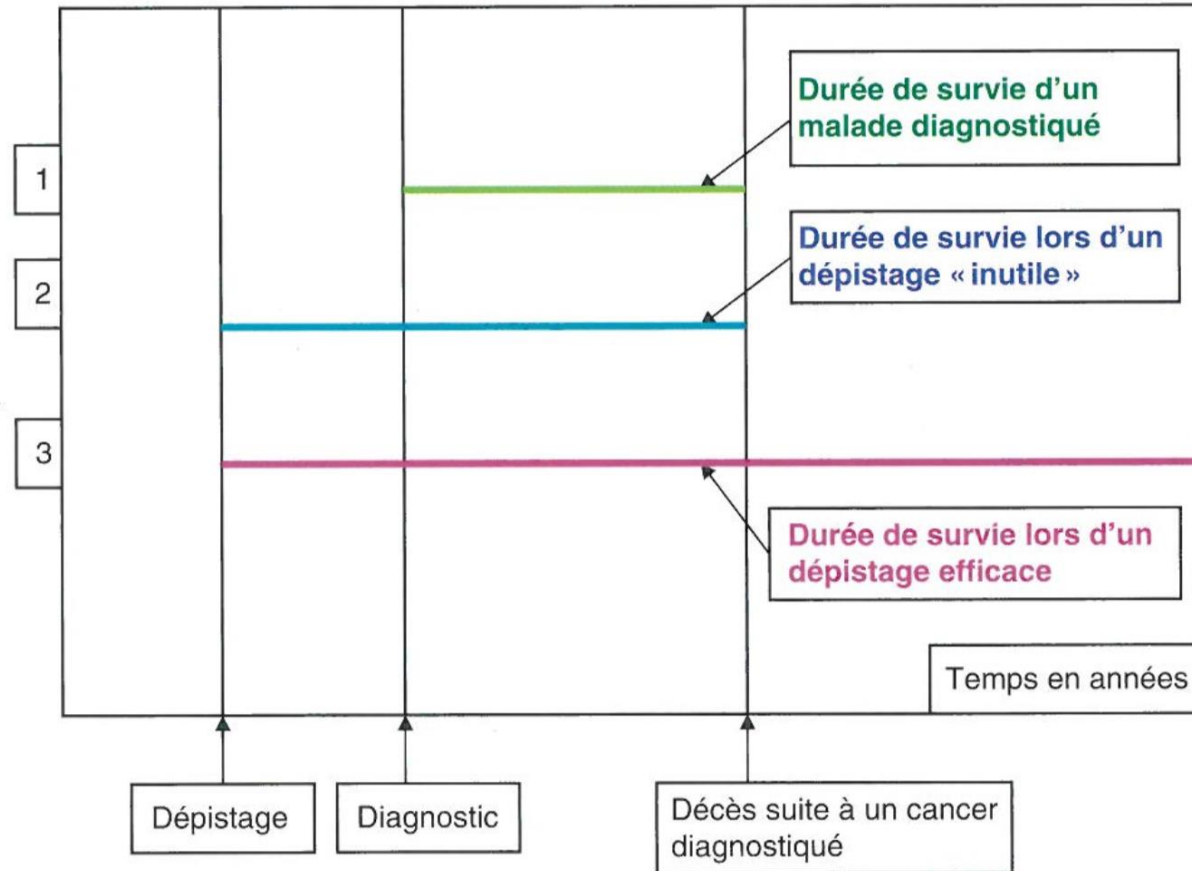 Durée de survie d'un
malade diagnostiqué
1
Durée de survie lors d'un
dépistage « inutile »
2
3
Durée de survie lors d'un
dépistage efficace
Temps en années
Dépistage
Diagnostic
Décès suite à un cancer
diagnostiqué